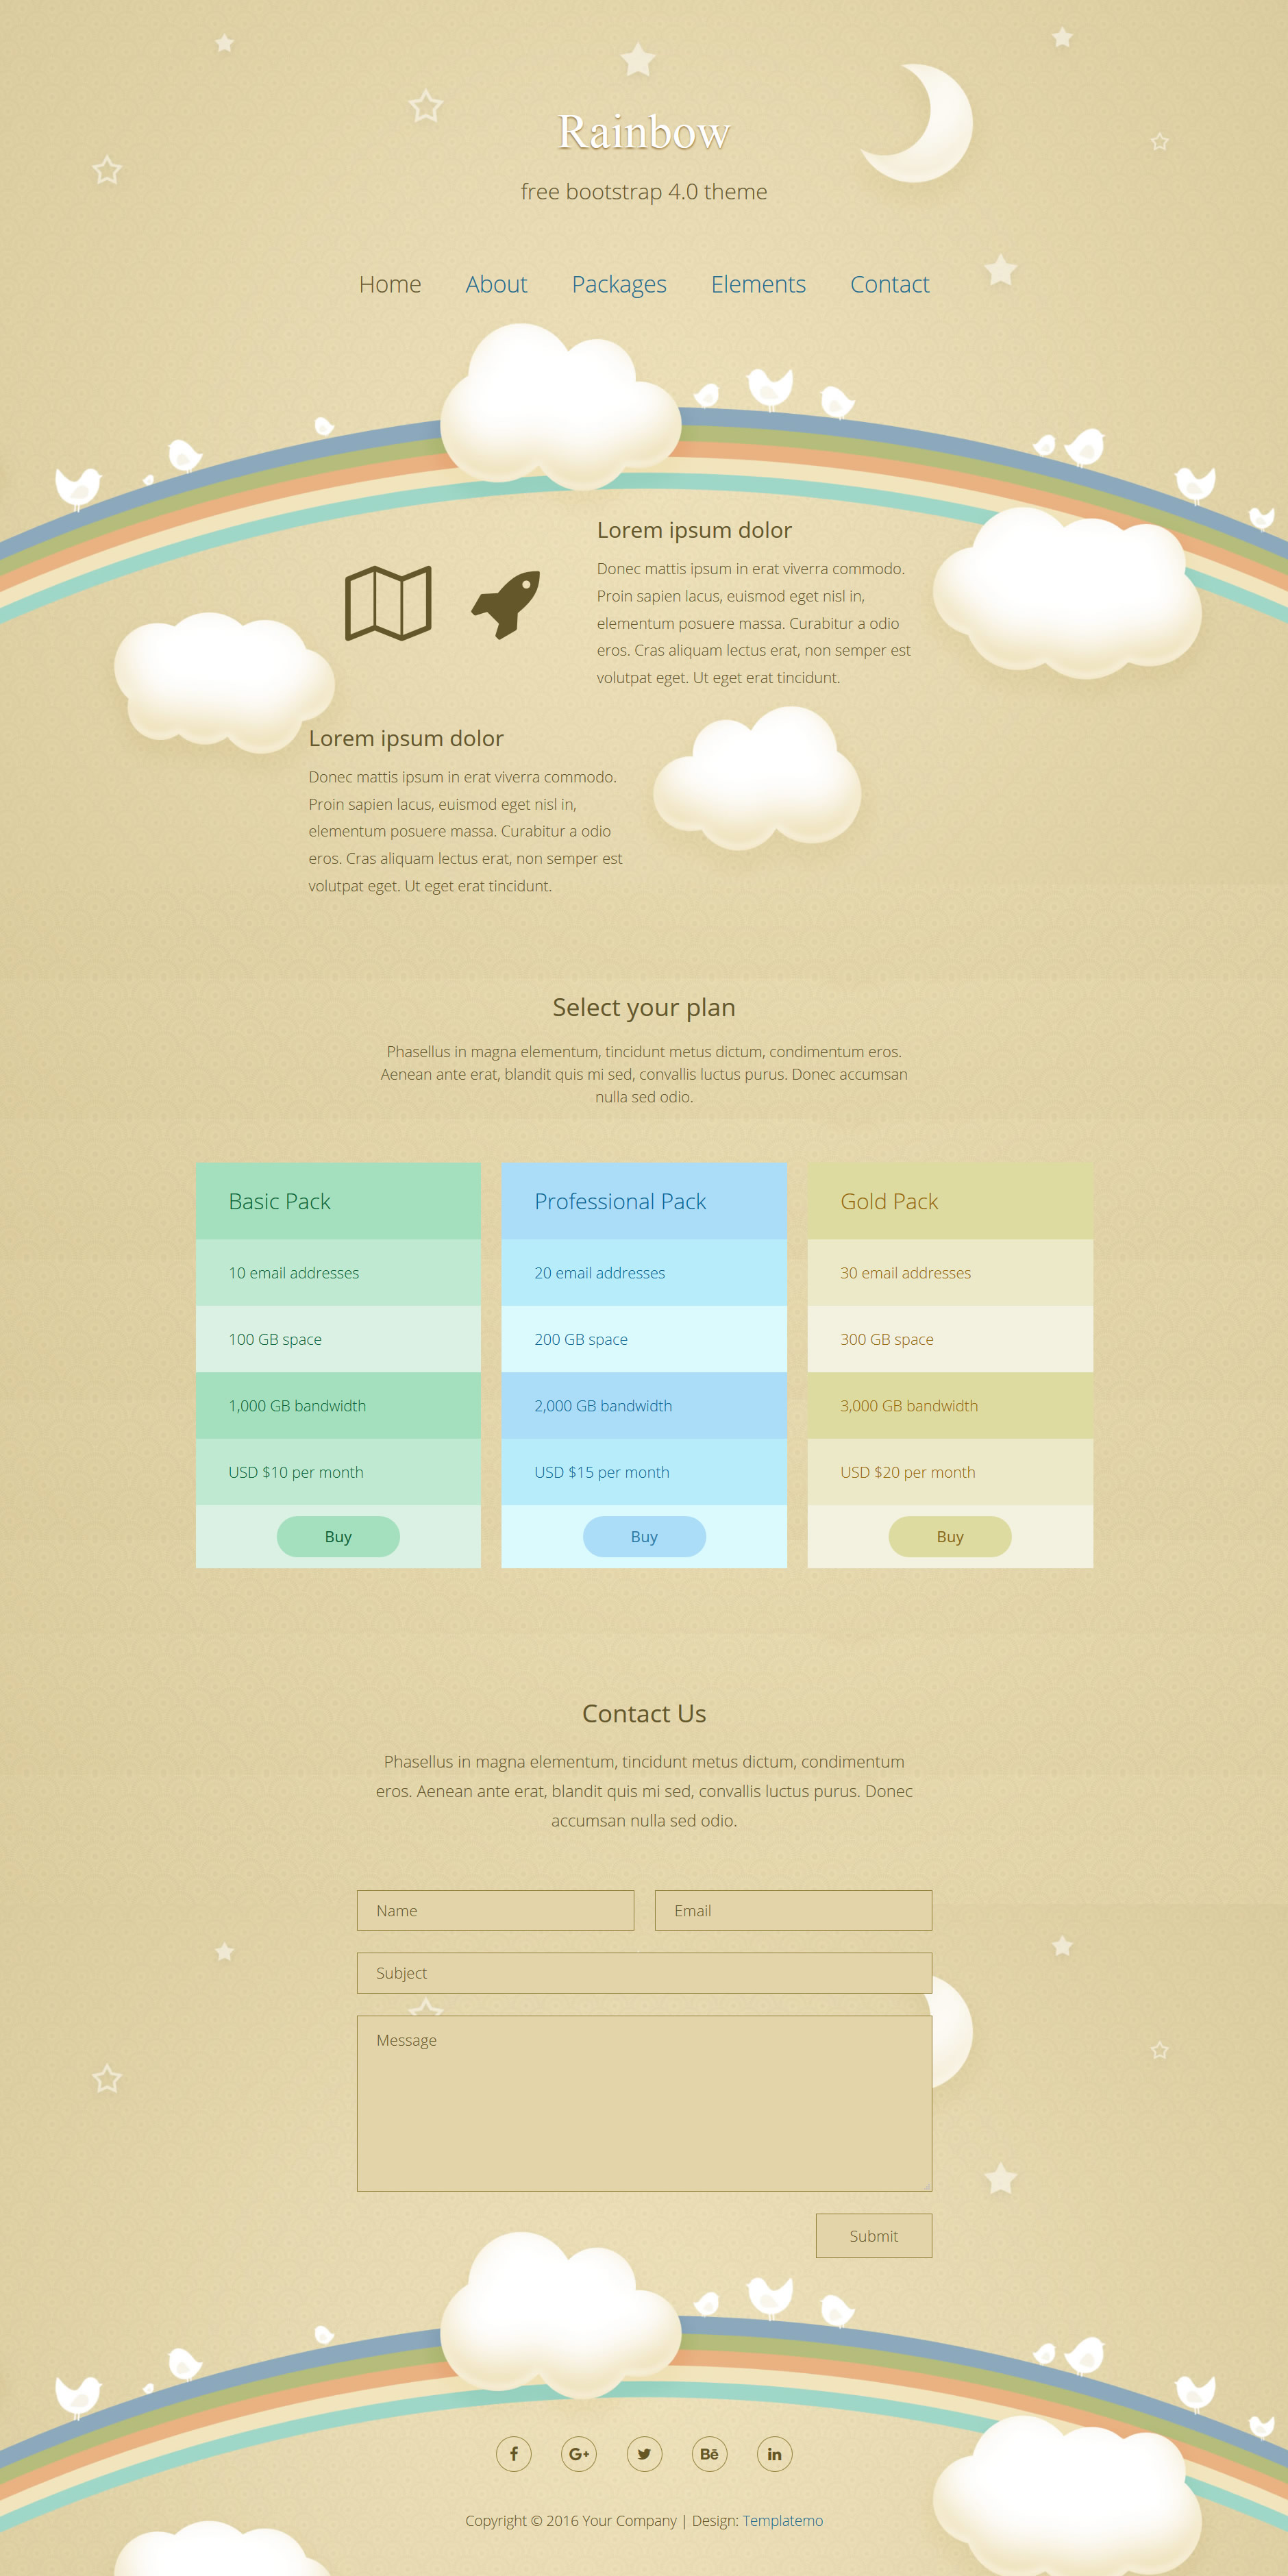 Rainbow
free bootstrap 4.0 theme
Home About Packages Elements Contact
Lorem ipsum dolor
Donec mattis ipsum in erat viverra commodo.
Proin sapien lacus, euismod eget nisl in,
elementum posuere massa. Curabitur a odio
eros. Cras aliquam lectus erat, non semper est
volutpat eget. Ut eget erat tincidunt.
Lorem ipsum dolor
Donec mattis ipsum in erat viverra commodo.
Proin sapien lacus, euismod eget nisl in,
elementum posuere massa. Curabitur a odio
eros. Cras aliquam lectus erat, non semper est
volutpat eget. Ut eget erat tincidunt.
Select your plan
Phasellus in magna elementum, tincidunt metus dictum, condimentum eros.
Aenean ante erat, blandit quis mi sed, convallis luctus purus. Donec accumsan
nulla sed odio.
Basic Pack
10 email addresses
100 GB space
1,000 GB bandwidth
USD $10 per month
Buy
Professional Pack
20 email addresses
200 GB space
2,000 GB bandwidth
USD $15 per month
Buy
Gold Pack
30 email addresses
300 GB space
3,000 GB bandwidth
USD $20 per month
Buy
Contact Us
Phasellus in magna elementum, tincidunt metus dictum, condimentum
eros. Aenean ante erat, blandit quis mi sed, convallis luctus purus. Donec
accumsan nulla sed odio.
Name
Email
Subject
Message
Submit
f G+ Bē in
Copyright © 2016 Your Company | Design: Templatemo